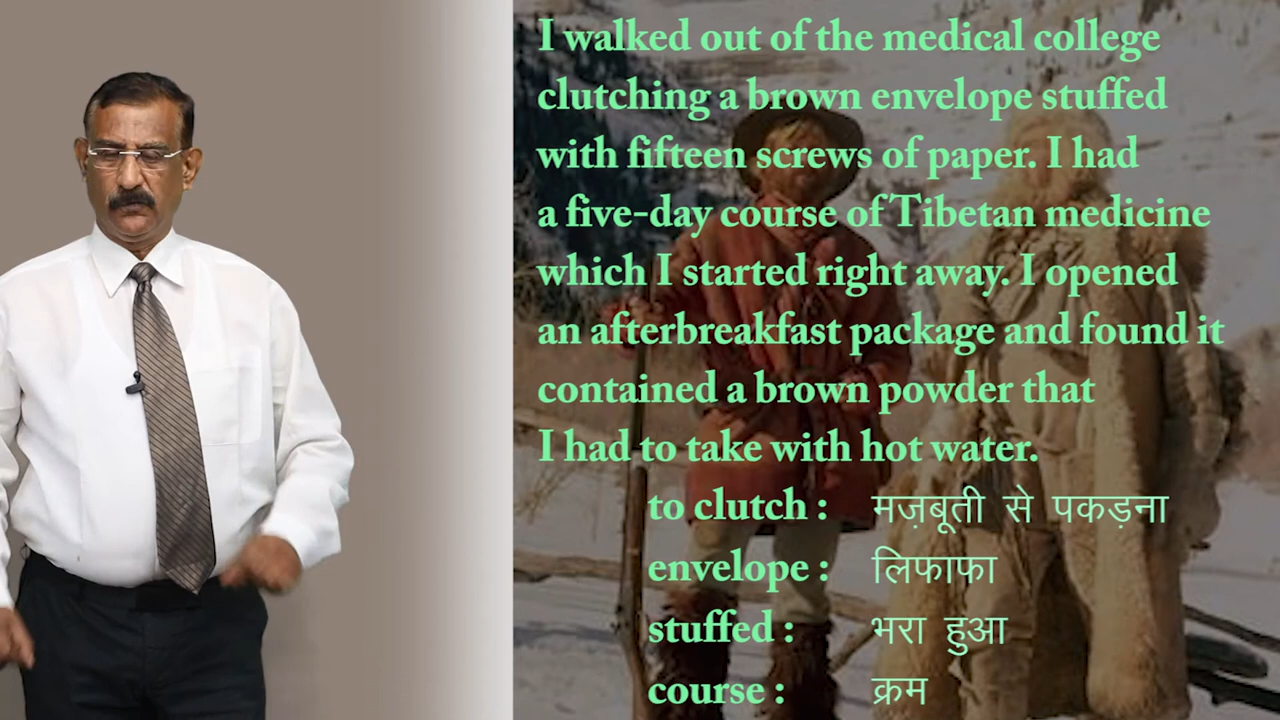 I walked out of the medical college
clutching a brown envelope stuffed
with fifteen screws of paper. I had
a five-day course of Tibetan medicine
which I started right away. I opened
an afterbreakfast package and found it
contained a brown powder that
I had to take with hot water.
to clutch : मज़बूती से पकड़ना
envelope : लिफाफा
stuffed : भरा हुआ
course : क्रम